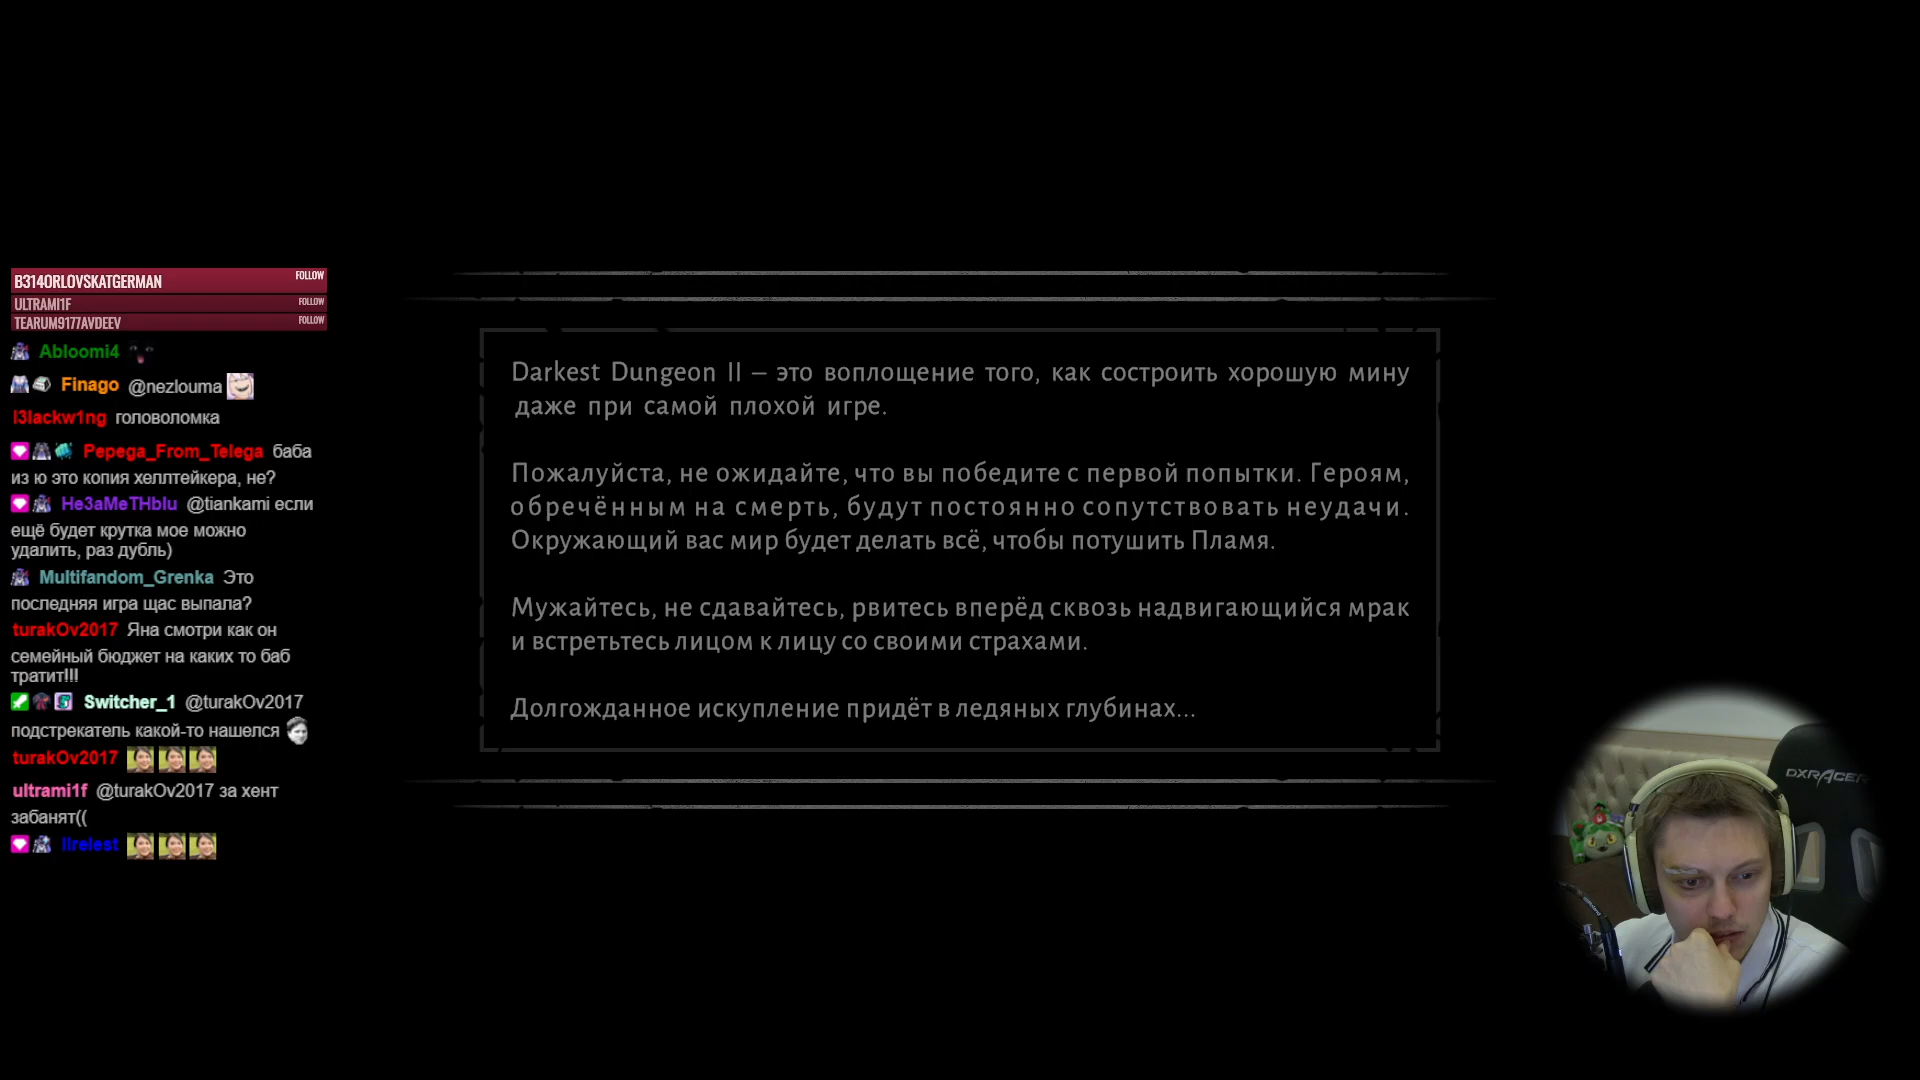 B314ORLOVSKATGERMAN FOLLOW
ULTRAMI1F FOLLOW
TEARUM9177AVDEEV FOLLOW
Abloomi4
Finago @nezlouma
l3lackw1ng головоломка
Pepega_From_Telega баба
из ю это копия хеллтейкера, не?
He3aMeTHblu @tiankami если
ещё будет крутка мое можно
удалить, раз дубль)
Multifandom_Grenka Это
последняя игра щас выпала?
turakOv2017 Яна смотри как он
семейный бюджет на каких то баб
тратит!!!
Switcher_1 @turakOv2017
подстрекатель какой-то нашелся
turakOv2017
ultrami1f @turakOv2017 за хент
забанят((
lirelest
Darkest Dungeon II – это воплощение того, как состроить хорошую мину
даже при самой плохой игре.
Пожалуйста, не ожидайте, что вы победите с первой попытки. Героям,
обречённым на смерть, будут постоянно сопутствовать неудачи.
Окружающий вас мир будет делать всё, чтобы потушить Пламя.
Мужайтесь, не сдавайтесь, рвитесь вперёд сквозь надвигающийся мрак
и встретьтесь лицом к лицу со своими страхами.
Долгожданное искупление придёт в ледяных глубинах...
DXRACER